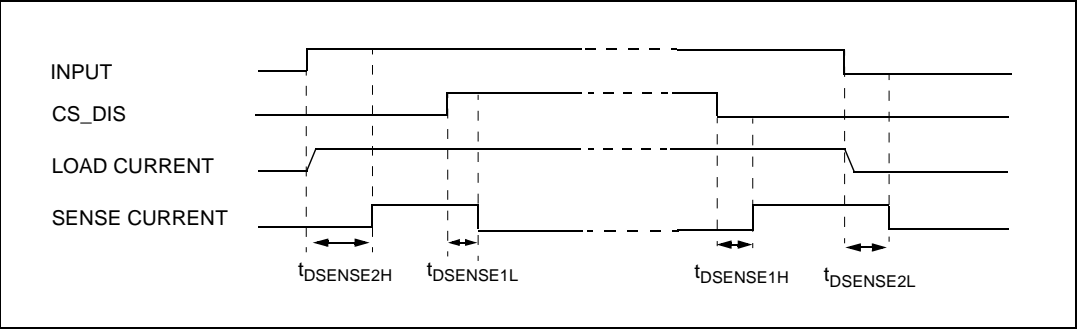 INPUT
CS_DIS
LOAD CURRENT
SENSE CURRENT
tDSENSE2H
tDSENSE1L
tDSENSE1H
tDSENSE2L